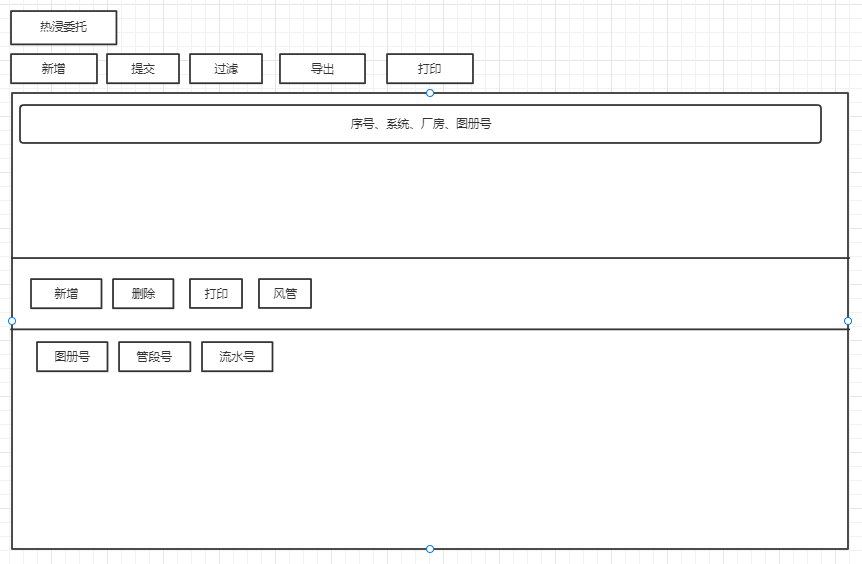 热浸委托
新增 提交 过滤 导出 打印
序号、系统、厂房、图册号
新增 删除 打印 风管
图册号 管段号 流水号